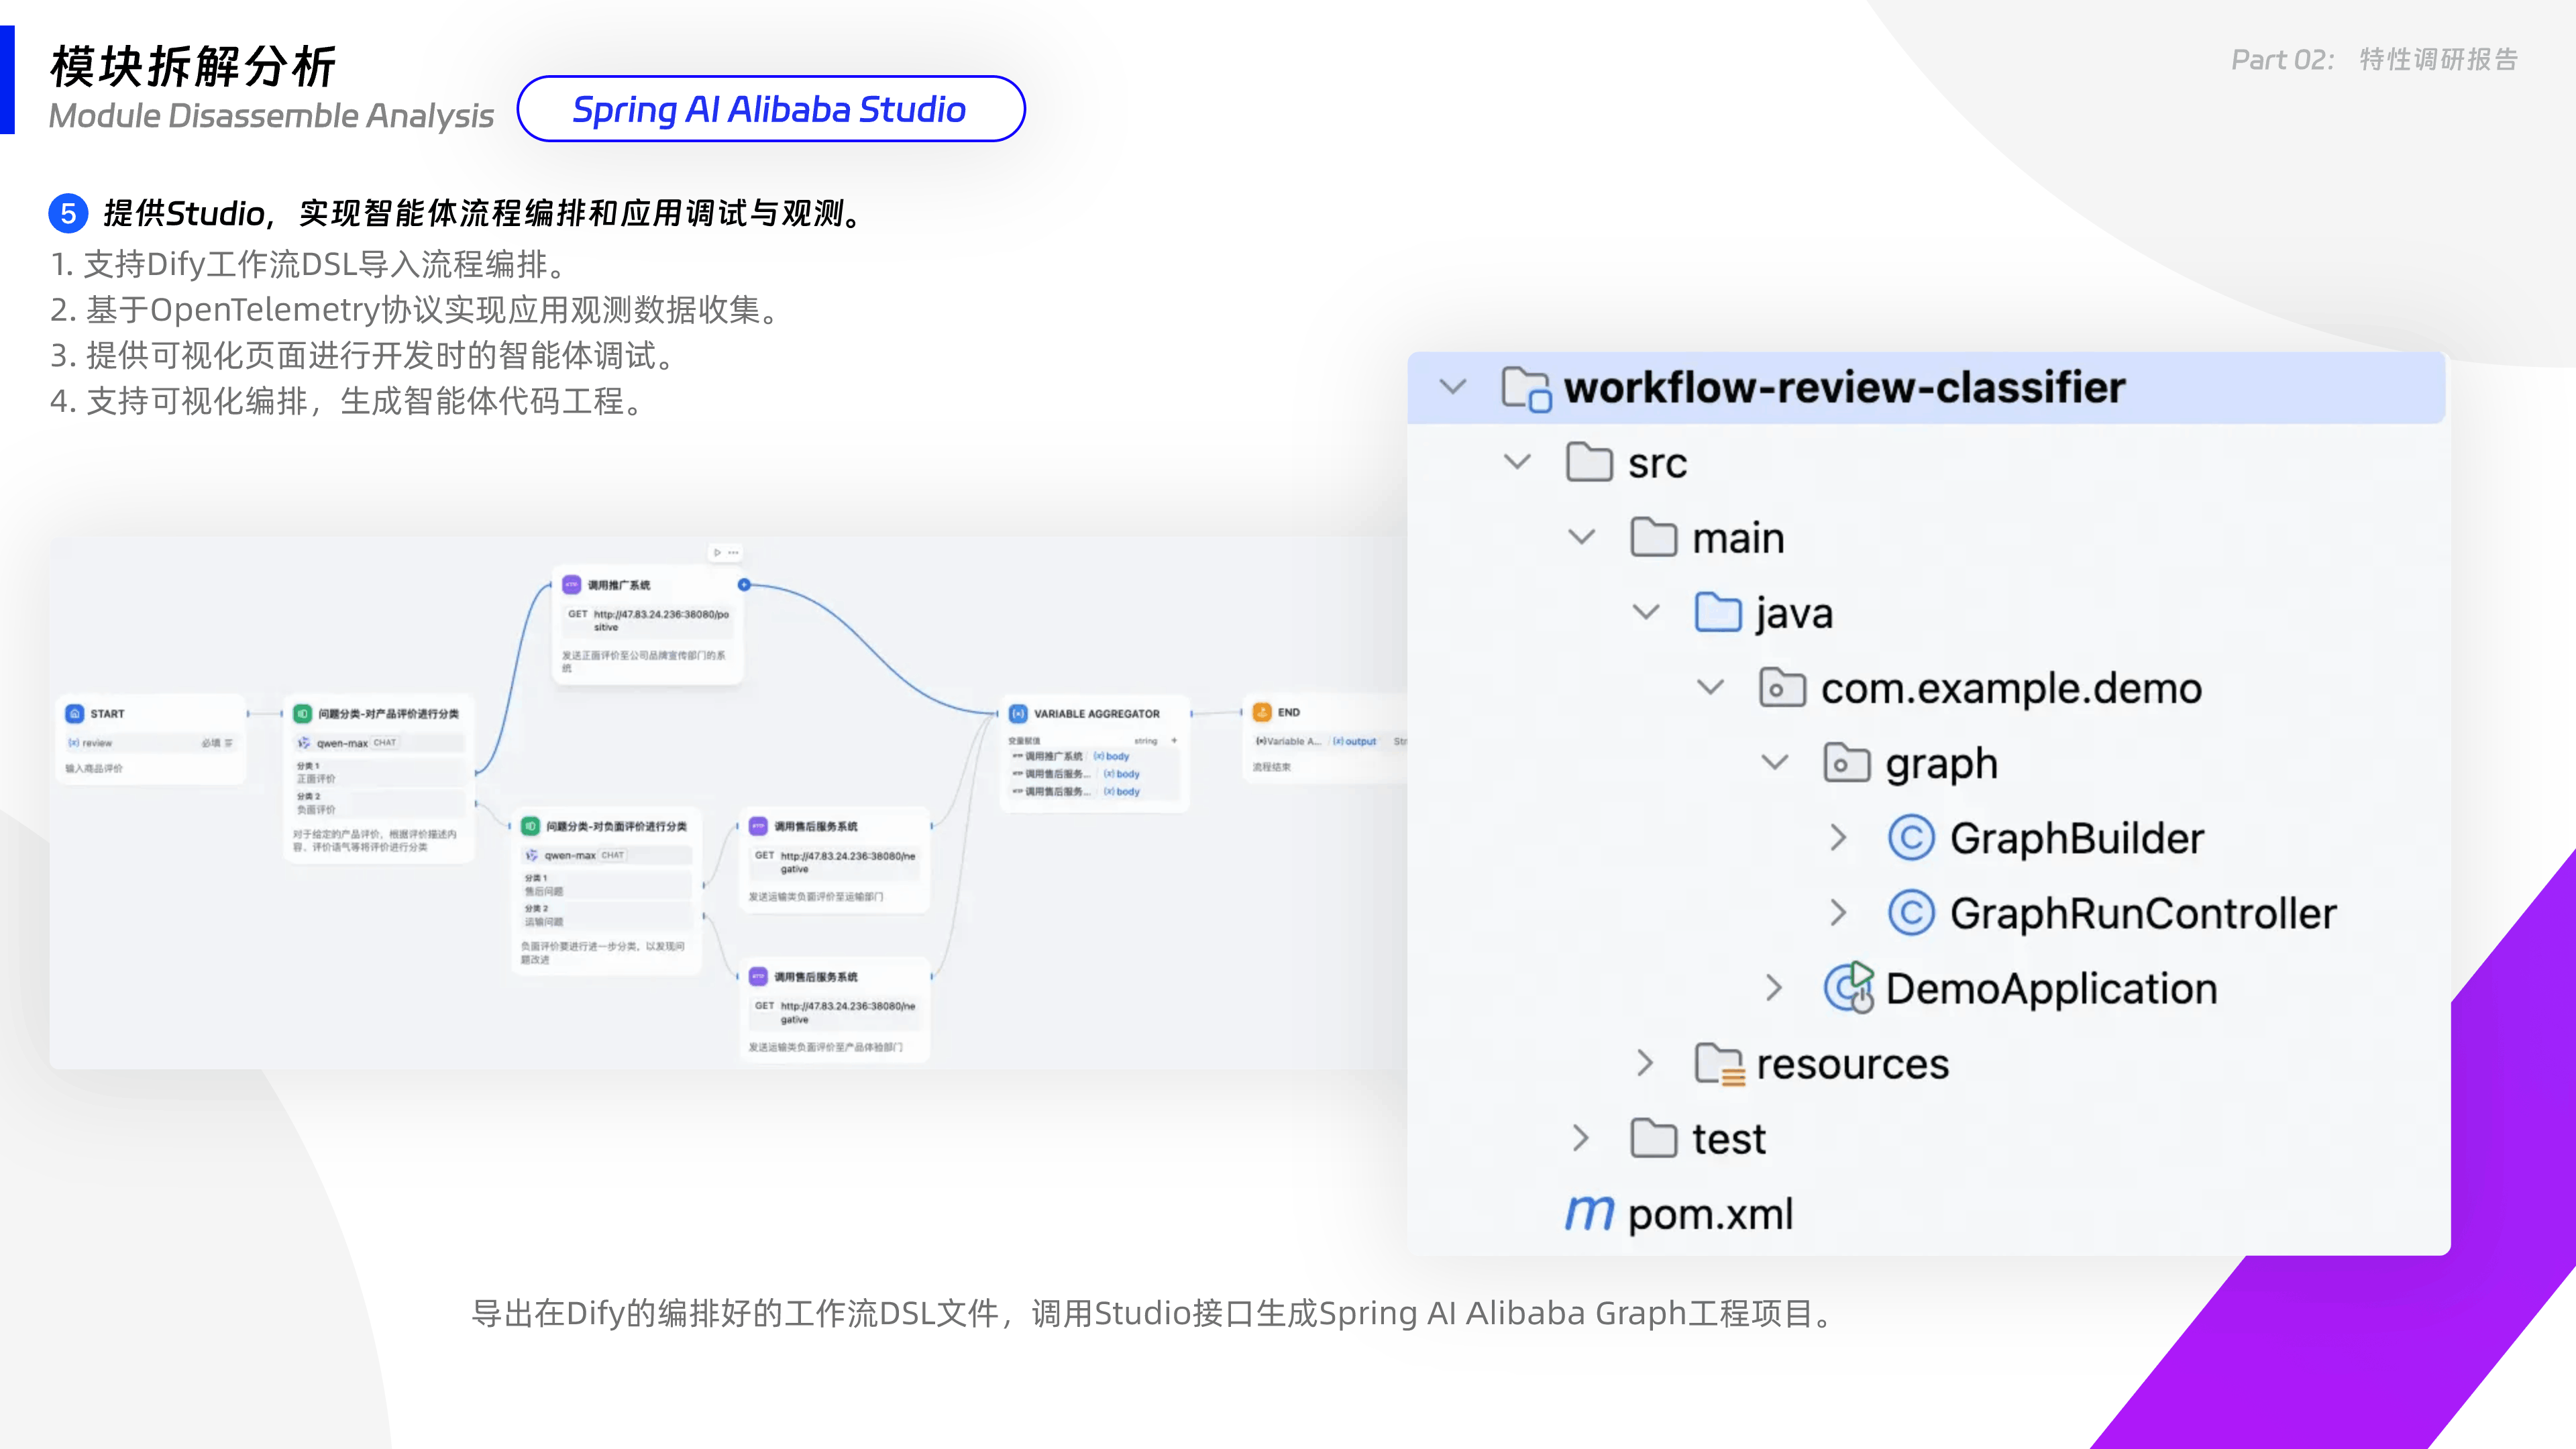 模块拆解分析
Module Disassemble Analysis
Spring AI Alibaba Studio
Part 02: 特性调研报告
5 提供Studio，实现智能体流程编排和应用调试与观测。
1. 支持Dify工作流DSL导入流程编排。
2. 基于OpenTelemetry协议实现应用观测数据收集。
3. 提供可视化页面进行开发时的智能体调试。
4. 支持可视化编排，生成智能体代码工程。
START
{x} review 必填
输入商品评价
问题分类-对产品评价进行分类
qwen-max CHAT
分类 1
正面评价
分类 2
负面评价
对于给定的产品评价，根据评价描述内
容、评价语气等将评价进行分类
调用推广系统
GET http://47.83.24.236:38080/po
sitive
发送正面评价至公司品牌宣传部门的系
统
问题分类-对负面评价进行分类
qwen-max CHAT
分类 1
售后问题
分类 2
运输问题
负面评价要进行进一步分类，以发现问
题改进
调用售后服务系统
GET http://47.83.24.236:38080/ne
gative
发送运输类负面评价至运输部门
调用售后服务系统
GET http://47.83.24.236:38080/ne
gative
发送运输类负面评价至产品体验部门
VARIABLE AGGREGATOR
变量赋值 string +
调用推广系统 {x} body
调用售后服务... {x} body
调用售后服务... {x} body
END
Variable A... / {x} output Str
流程结束
workflow-review-classifier
src
main
java
com.example.demo
graph
GraphBuilder
GraphRunController
DemoApplication
resources
test
pom.xml
导出在Dify的编排好的工作流DSL文件，调用Studio接口生成Spring AI Alibaba Graph工程项目。